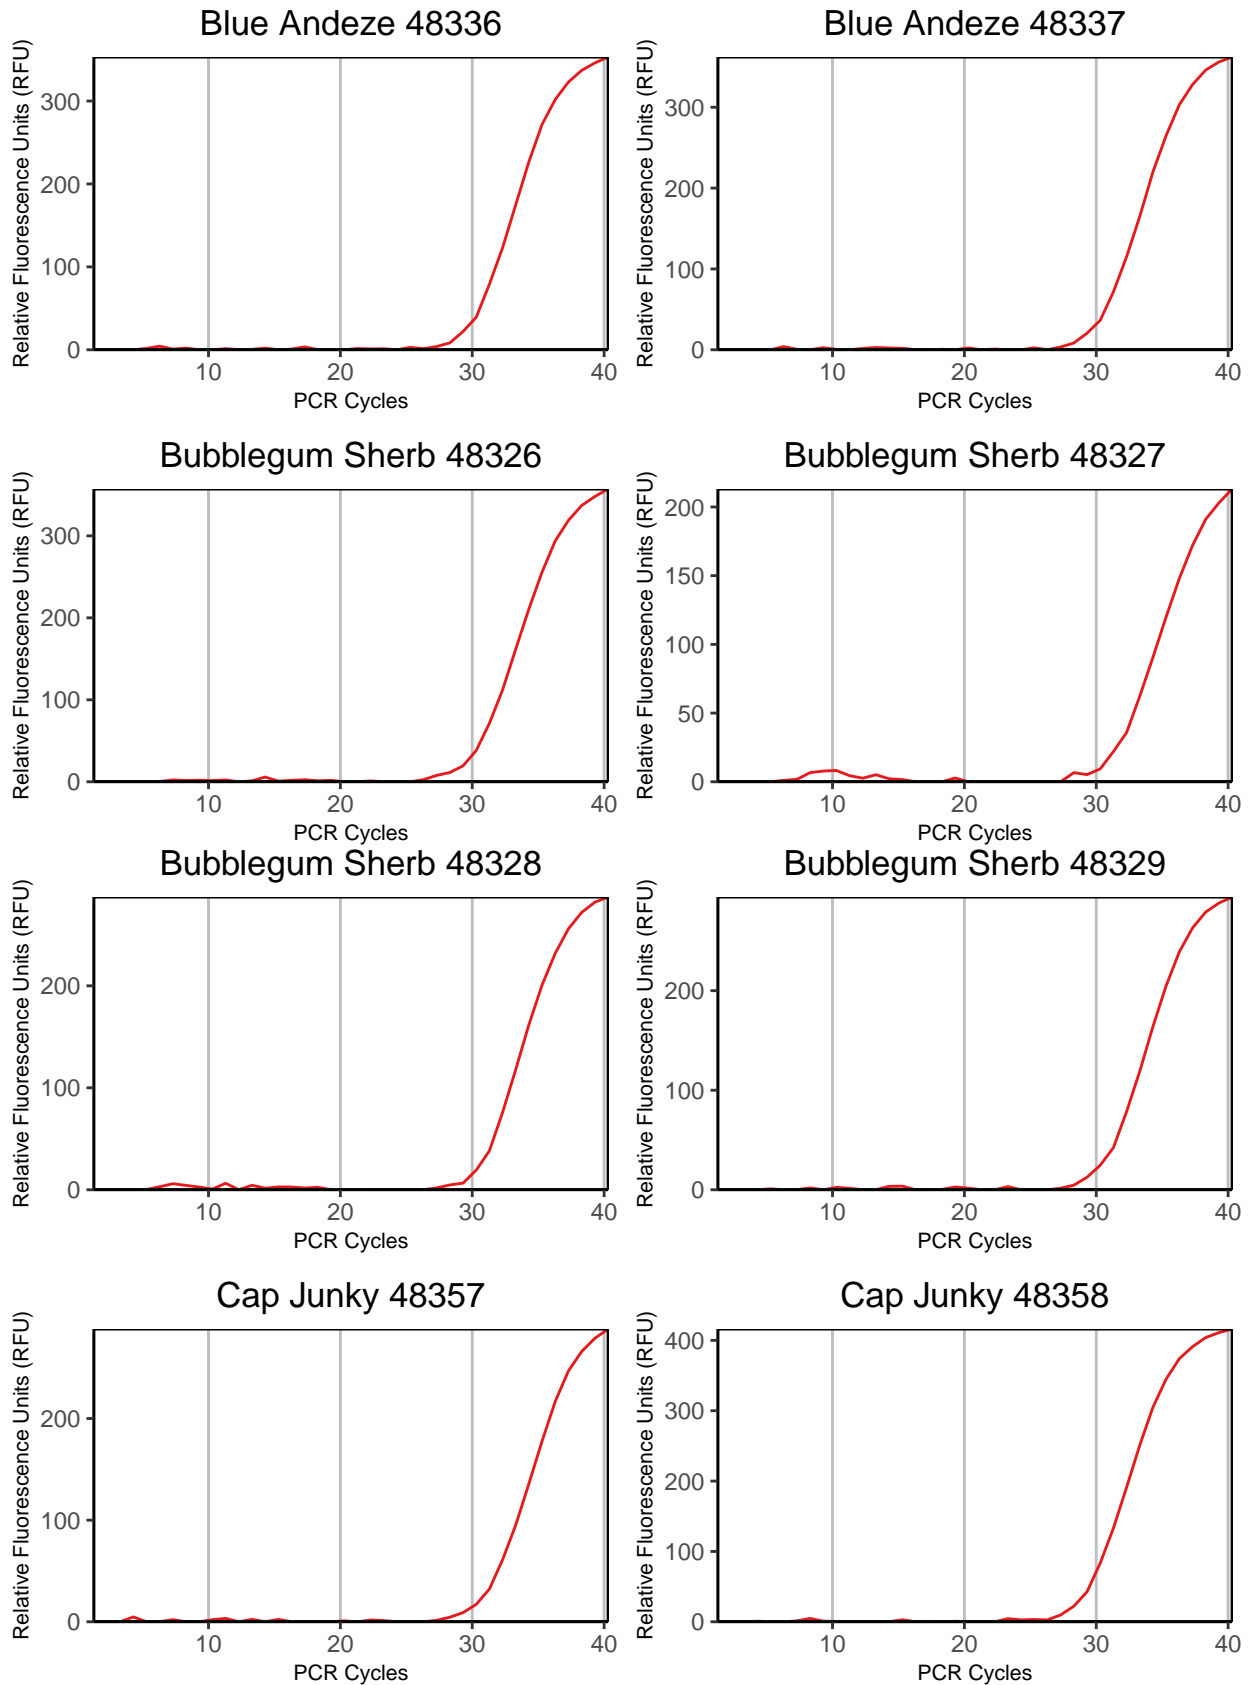 Blue Andeze 48336
Relative Fluorescence Units (RFU)
300
200
100
0
10 20 30 40
PCR Cycles
Blue Andeze 48337
Relative Fluorescence Units (RFU)
300
200
100
0
10 20 30 40
PCR Cycles
Bubblegum Sherb 48326
Relative Fluorescence Units (RFU)
300
200
100
0
10 20 30 40
PCR Cycles
Bubblegum Sherb 48327
Relative Fluorescence Units (RFU)
200
150
100
50
0
10 20 30 40
PCR Cycles
Bubblegum Sherb 48328
Relative Fluorescence Units (RFU)
200
100
0
10 20 30 40
PCR Cycles
Bubblegum Sherb 48329
Relative Fluorescence Units (RFU)
200
100
0
10 20 30 40
PCR Cycles
Cap Junky 48357
Relative Fluorescence Units (RFU)
200
100
0
10 20 30 40
PCR Cycles
Cap Junky 48358
Relative Fluorescence Units (RFU)
400
300
200
100
0
10 20 30 40
PCR Cycles